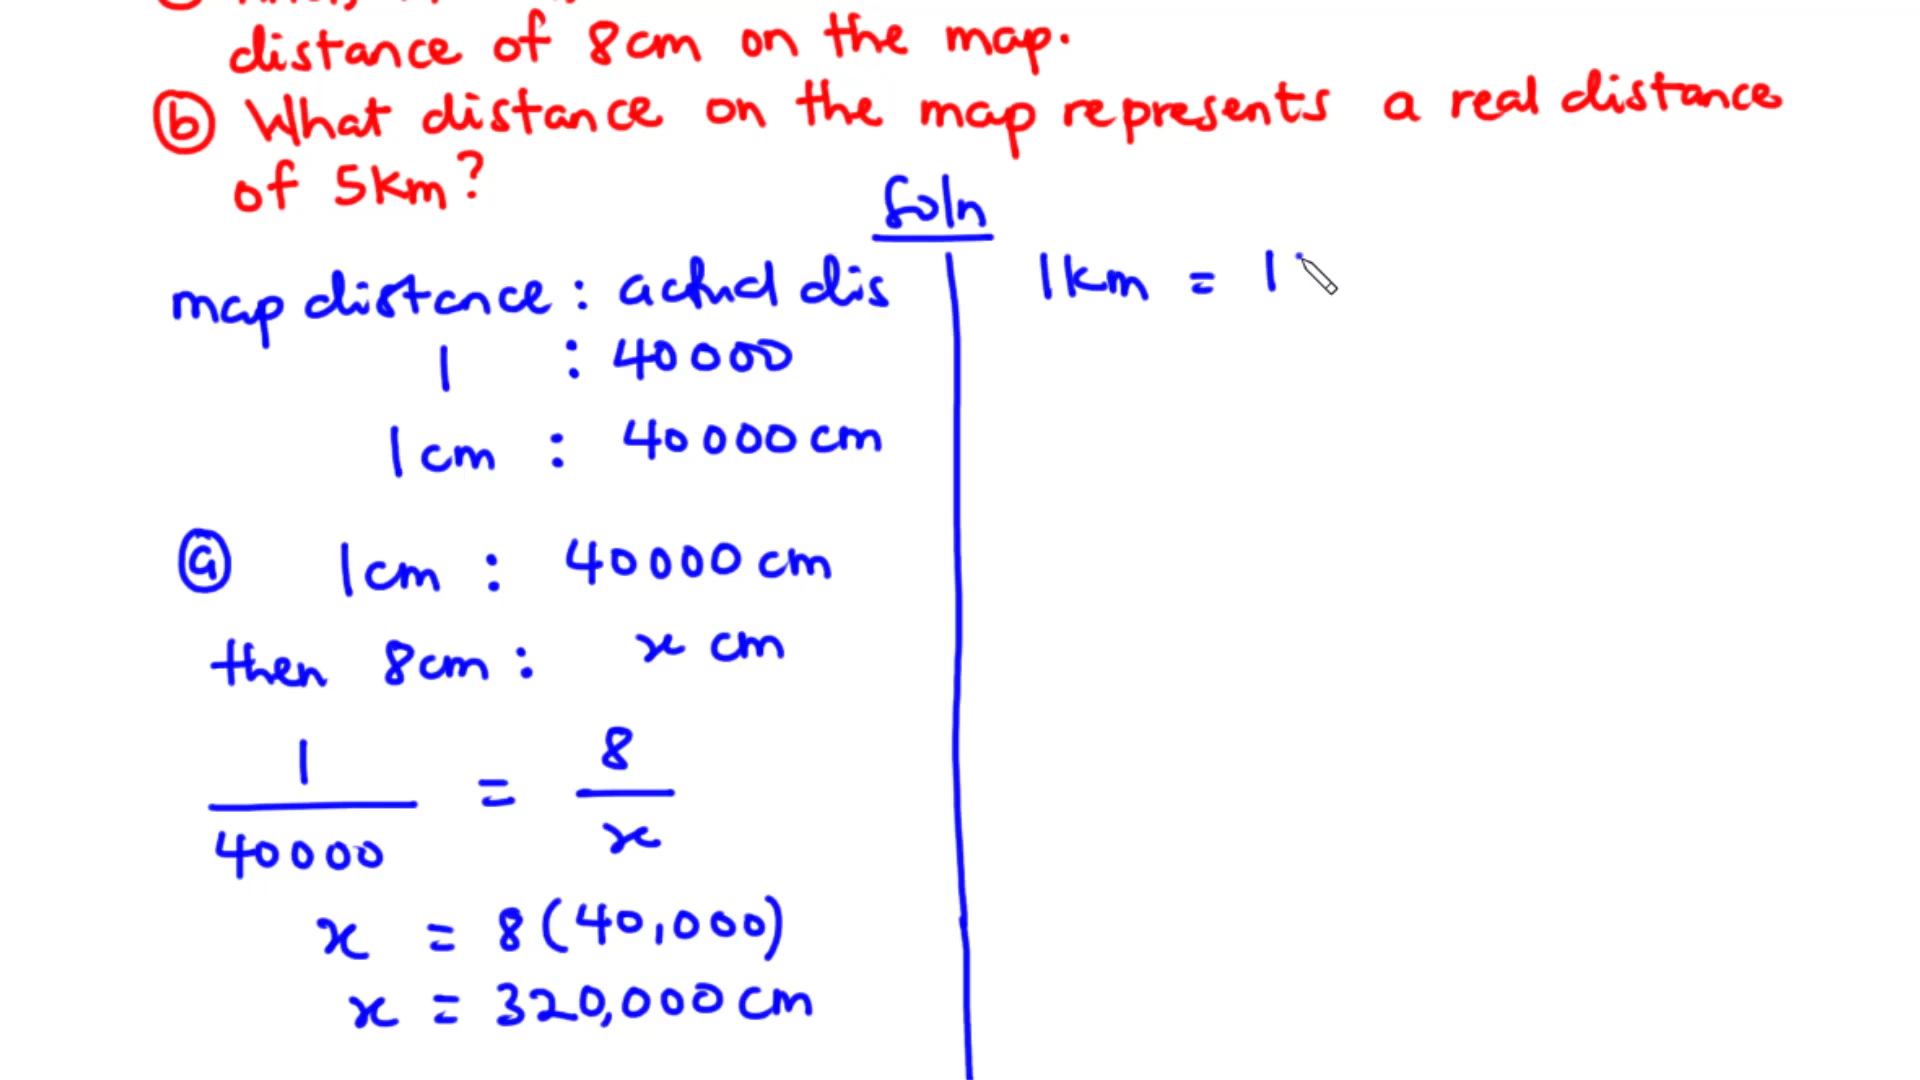 distance of 8cm on the map.
ⓑ What distance on the map represents a real distance
of 5km?
Soln
map distance : actual dis
1 : 40000
1cm : 40000cm
ⓐ 1cm : 40000cm
then 8cm : x cm
1/40000 = 8/x
x = 8(40,000)
x = 320,000cm
1km = 1